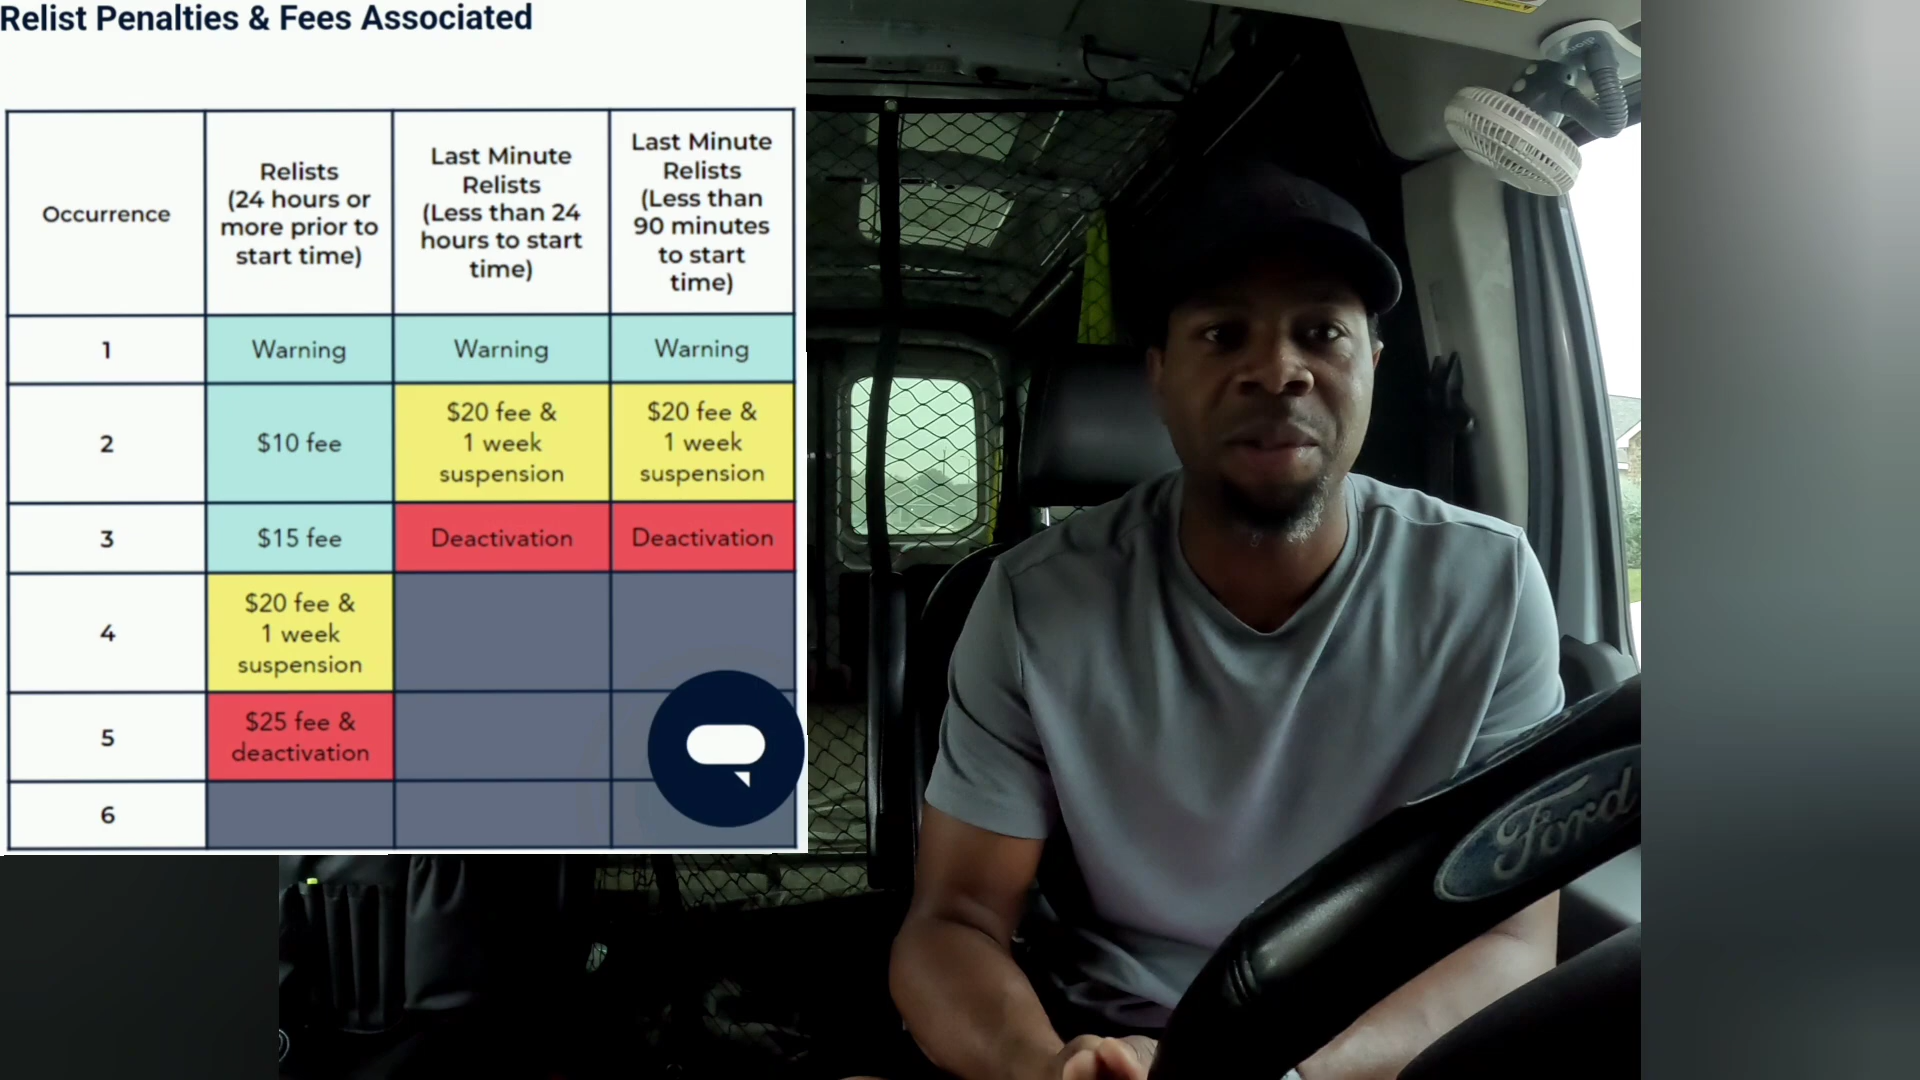 Relist Penalties & Fees Associated
Occurrence
Relists
(24 hours or
more prior to
start time)
Last Minute
Relists
(Less than 24
hours to start
time)
Last Minute
Relists
(Less than
90 minutes
to start
time)
1
Warning
Warning
Warning
2
$10 fee
$20 fee &
1 week
suspension
$20 fee &
1 week
suspension
3
$15 fee
Deactivation
Deactivation
4
$20 fee &
1 week
suspension
5
$25 fee &
deactivation
6
Ford